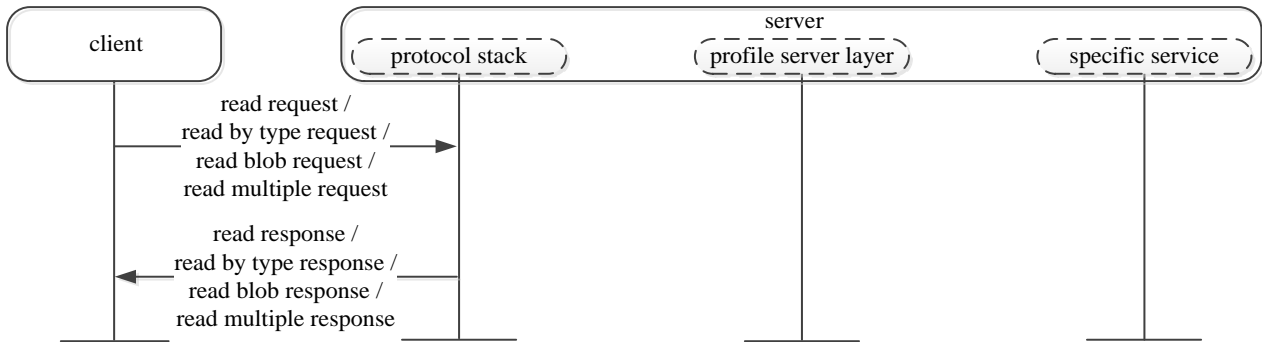 server
client
protocol stack
profile server layer
specific service
read request /
read by type request /
read blob request /
read multiple request
read response /
read by type response /
read blob response /
read multiple response